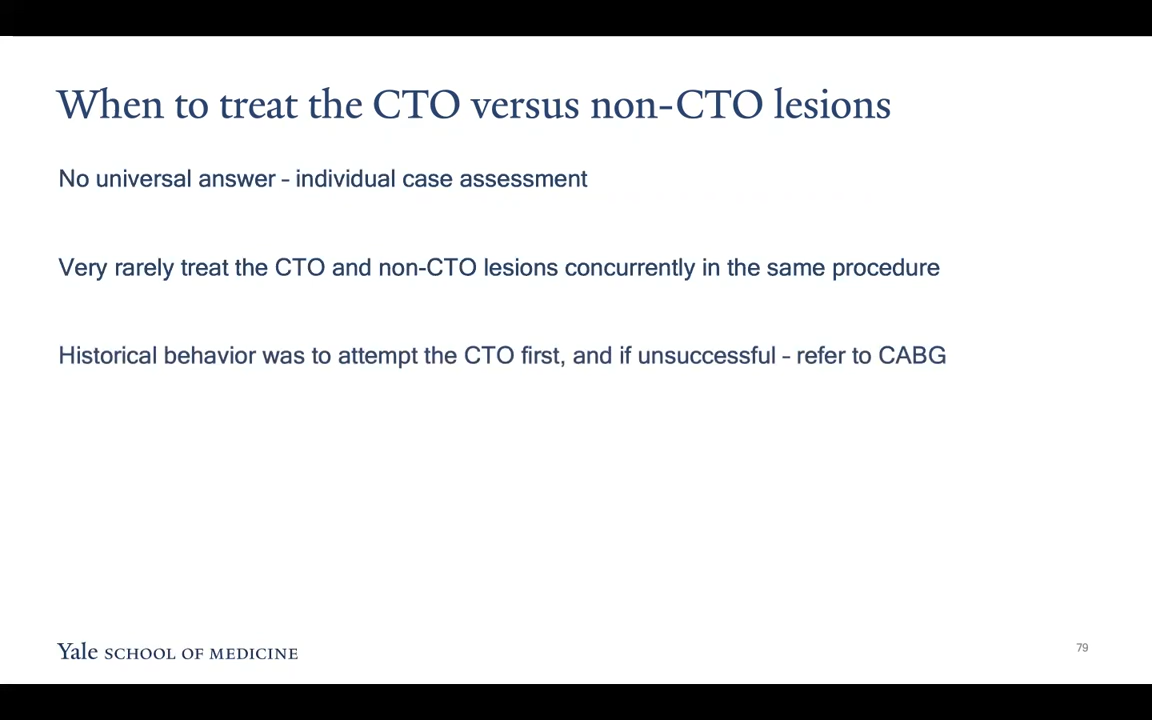 When to treat the CTO versus non-CTO lesions
No universal answer – individual case assessment
Very rarely treat the CTO and non-CTO lesions concurrently in the same procedure
Historical behavior was to attempt the CTO first, and if unsuccessful – refer to CABG
Yale SCHOOL OF MEDICINE
79